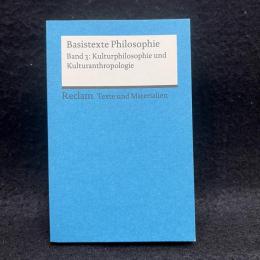 Basistexte Philosophie
Band 3: Kulturphilosophie und
Kulturanthropologie
Reclam Texte und Materialien